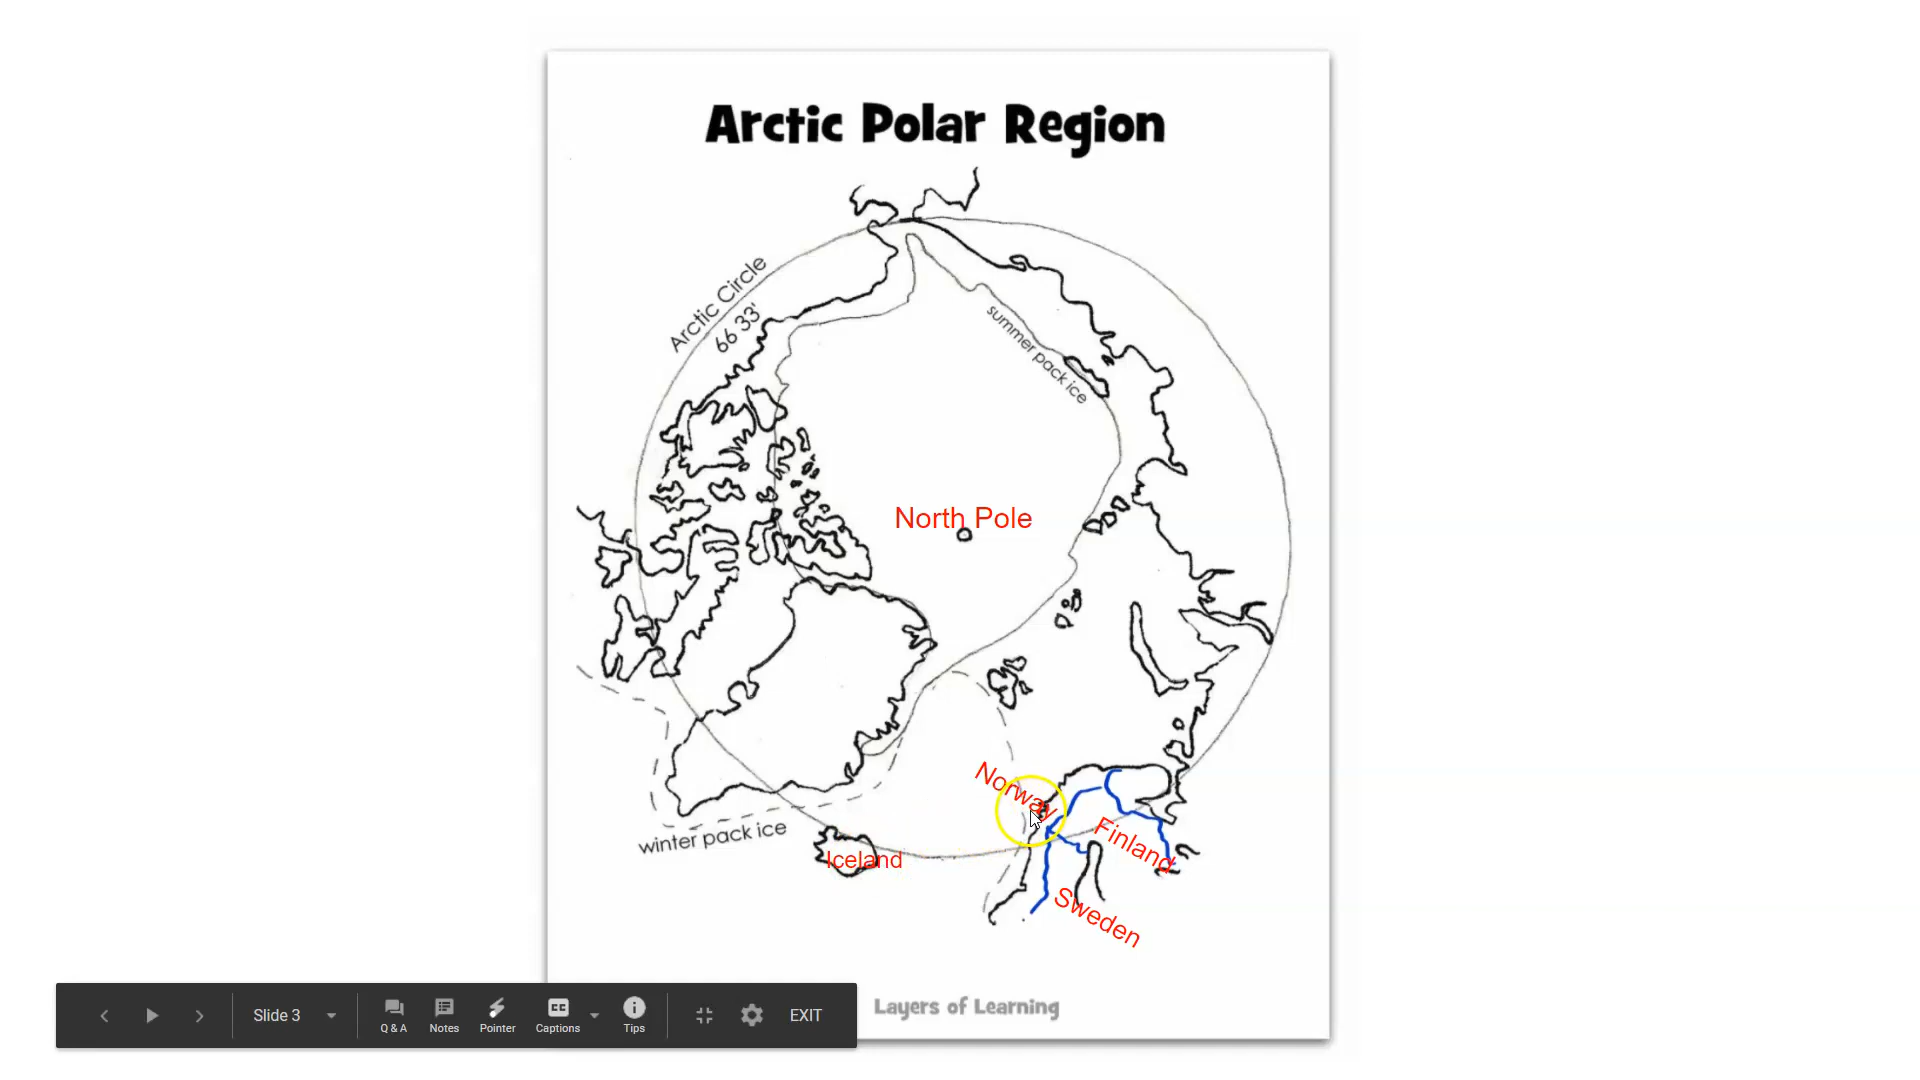 Arctic Polar Region
Arctic Circle
66 33'
summer pack ice
North Pole
Norway
Finland
winter pack ice
Iceland
Sweden
Layers of Learning
Slide 3
Q & A
Notes
Pointer
CC
Captions
Tips
EXIT